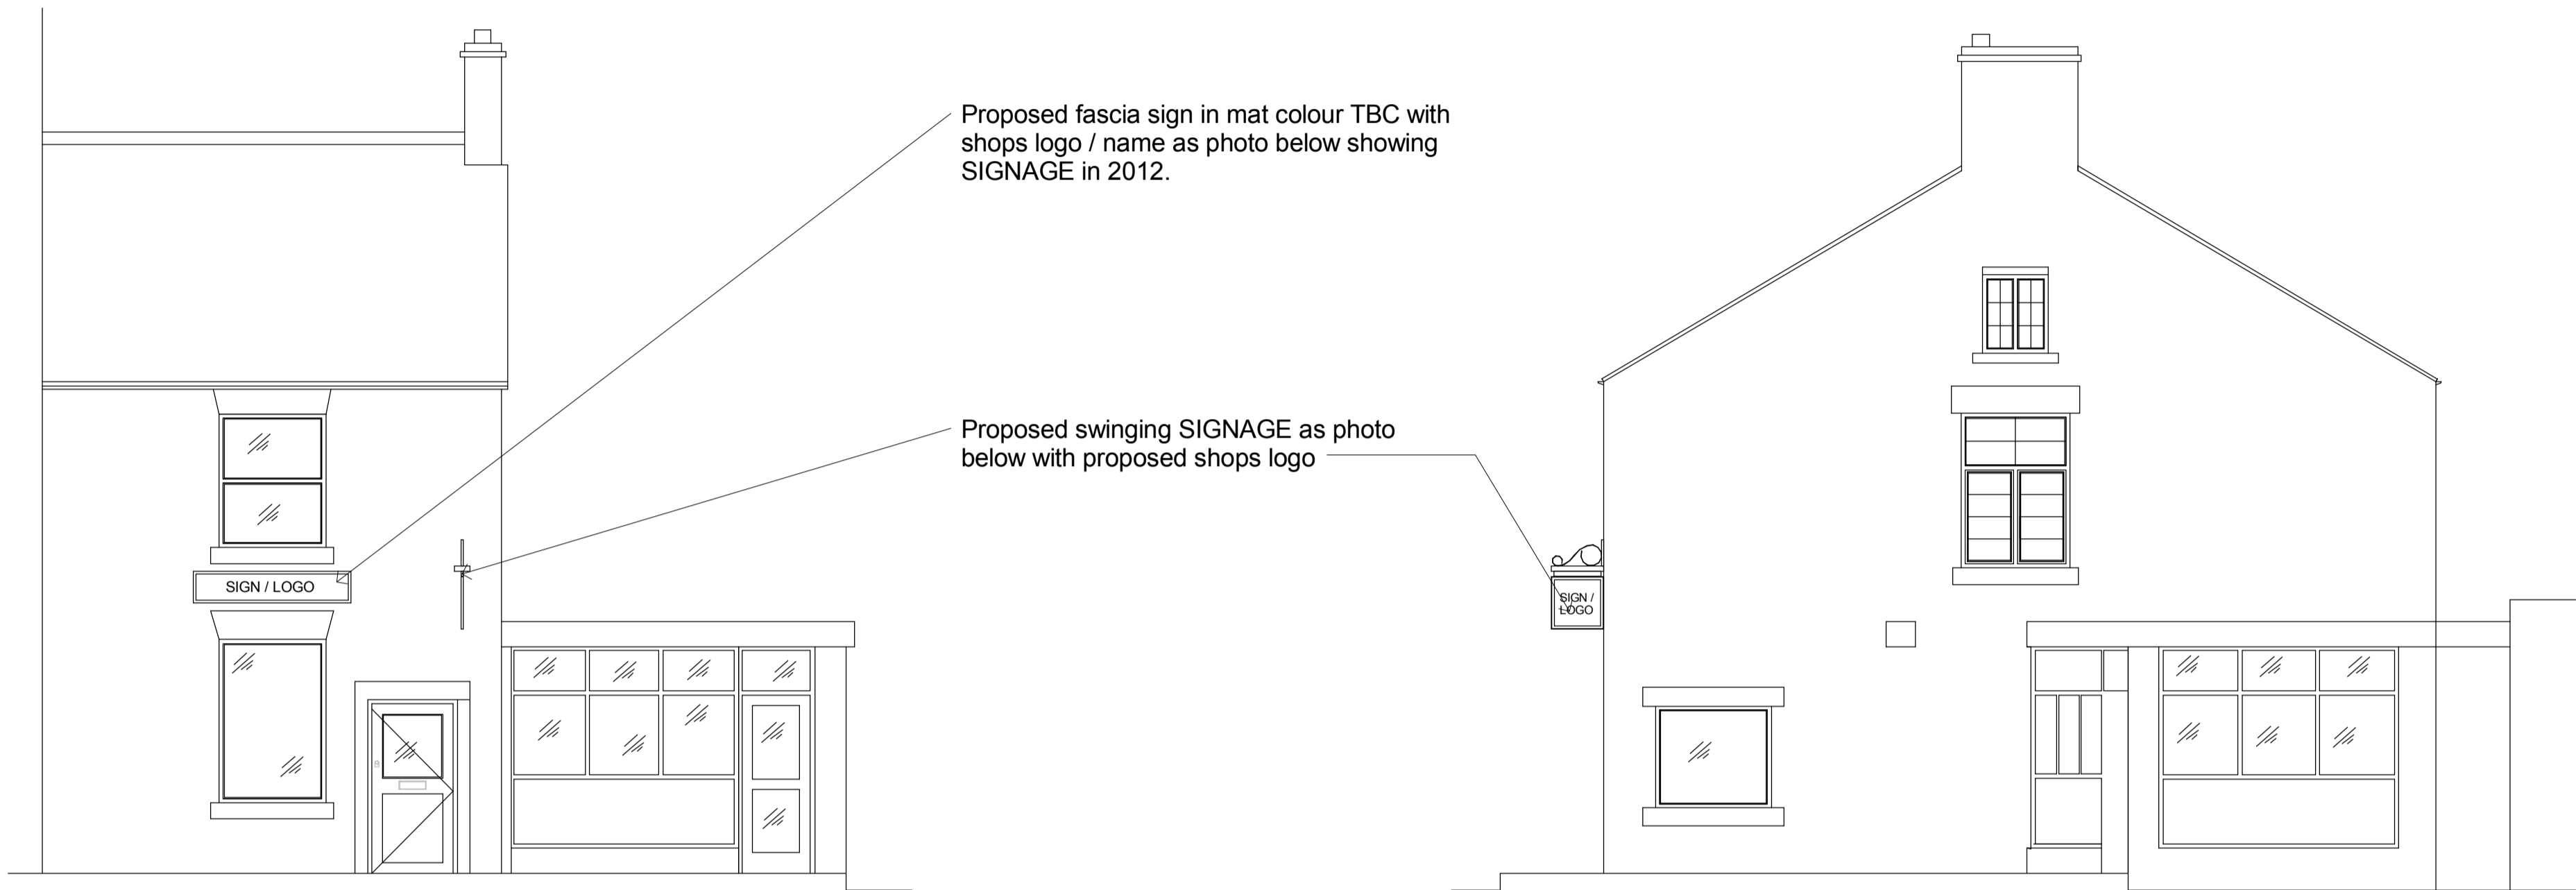 Proposed fascia sign in mat colour TBC with
shops logo / name as photo below showing
SIGNAGE in 2012.
Proposed swinging SIGNAGE as photo
below with proposed shops logo
SIGN / LOGO
SIGN /
LOGO